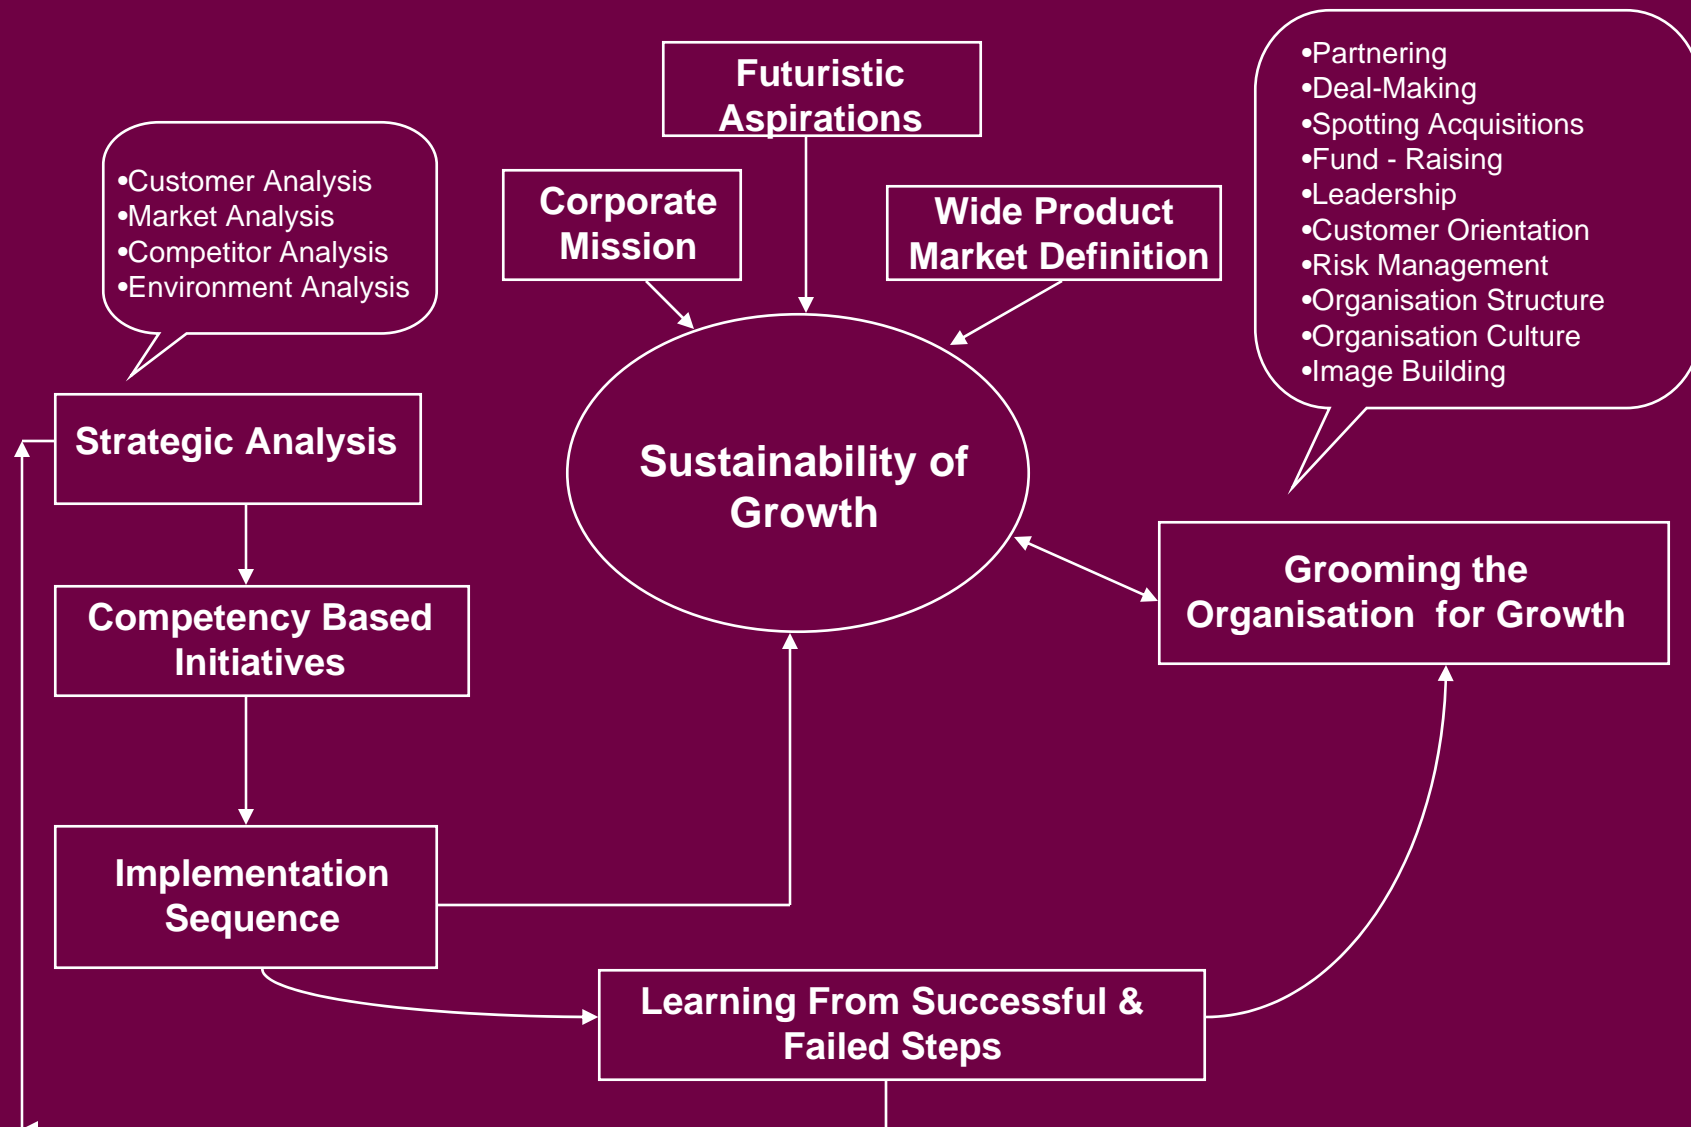 Futuristic
Aspirations
•Partnering
•Deal-Making
•Spotting Acquisitions
•Fund - Raising
•Leadership
•Customer Orientation
•Risk Management
•Organisation Structure
•Organisation Culture
•Image Building
•Customer Analysis
•Market Analysis
•Competitor Analysis
•Environment Analysis
Corporate
Mission
Wide Product
Market Definition
Strategic Analysis
Sustainability of
Growth
Grooming the
Organisation  for Growth
Competency Based
Initiatives
Implementation
Sequence
Learning From Successful &
Failed Steps